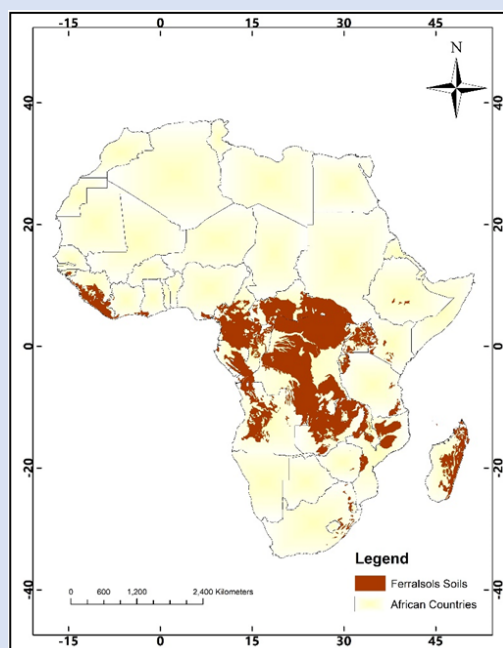 -15 0 15 30 45
N
40 40
20 20
0 0
-20 -20
-40 -40
Legend
Ferralsols Soils
African Countries
0 600 1,200 2,400 Kilometers
-15 0 15 30 45